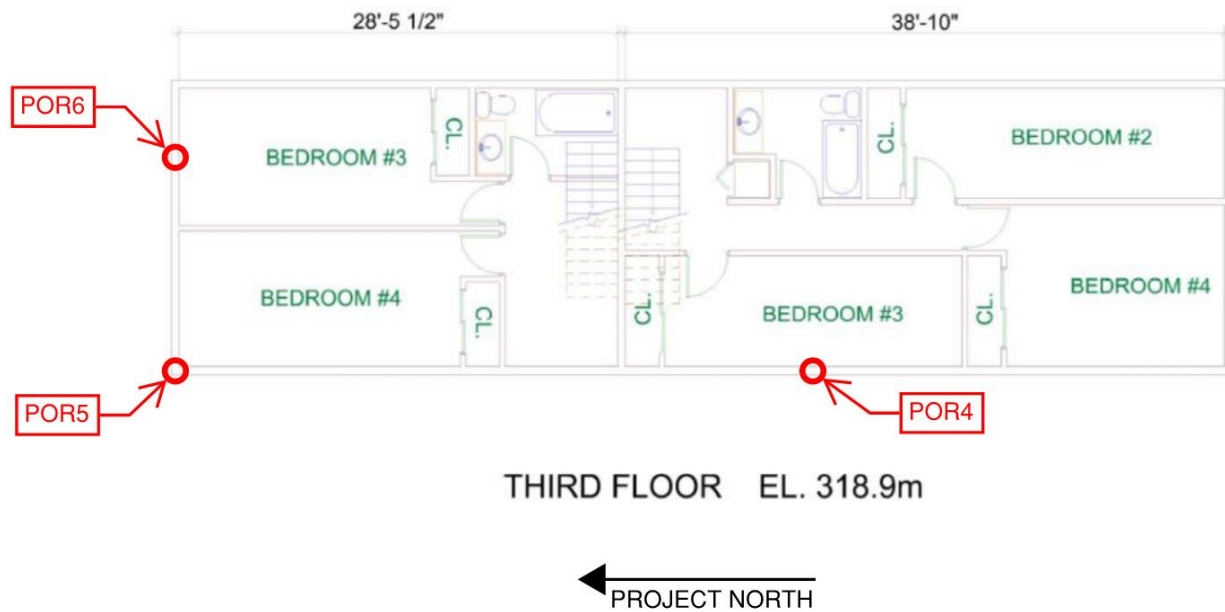 28'-5 1/2" 38'-10"
POR6
BEDROOM #3
CL.
CL.
BEDROOM #2
BEDROOM #4
CL.
CL.
BEDROOM #3
CL.
BEDROOM #4
POR5
POR4
THIRD FLOOR EL. 318.9m
PROJECT NORTH